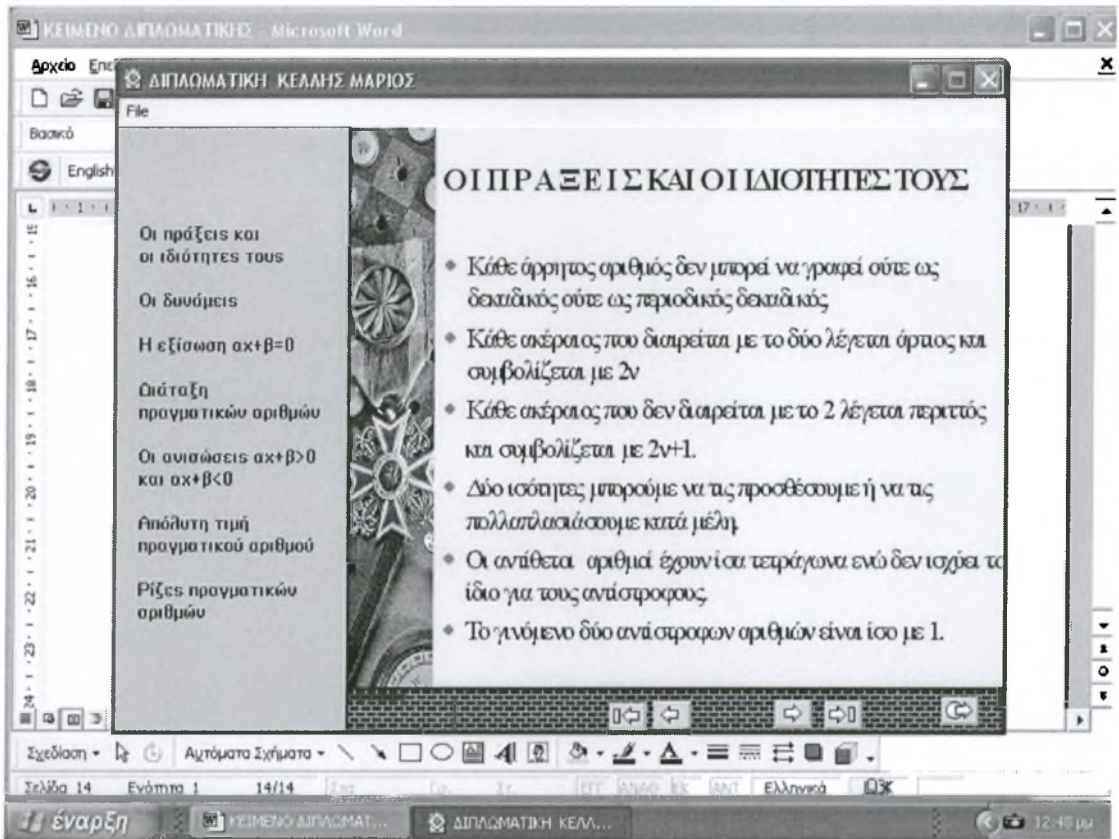 ΚΕΙΜΕΝΟ ΔΙΠΛΩΜΑΤΙΚΗΣ - Microsoft Word
Αρχείο
ΔΙΠΛΩΜΑΤΙΚΗ ΚΕΛΛΗΣ ΜΑΡΙΟΣ
File
Βασικό
English
Οι πράξεις και
οι ιδιότητες τους
Οι δυνάμεις
Η εξίσωση αx+β=0
Διάταξη
πραγματικών αριθμών
Οι ανισώσεις αx+β>0
και αx+β<0
Απόλυτη τιμή
πραγματικού αριθμού
Ρίζες πραγματικών
αριθμών
ΟΙ ΠΡΑΞΕΙΣ ΚΑΙ ΟΙ ΙΔΙΟΤΗΤΕΣ ΤΟΥΣ
Κάθε άρρητος αριθμός δεν μπορεί να γραφεί ούτε ως
δεκαδικός ούτε ως περιοδικός δεκαδικός.
Κάθε ακέραιος που διαιρείται με το δύο λέγεται άρτιος και
συμβολίζεται με 2ν
Κάθε ακέραιος που δεν διαιρείται με το 2 λέγεται περιττός
και συμβολίζεται με 2ν+1.
Δύο ισότητες μπορούμε να τις προσθέσουμε ή να τις
πολλαπλασιάσουμε κατά μέλη.
Οι αντίθετοι αριθμοί έχουν ίσα τετράγωνα ενώ δεν ισχύει το
ίδιο για τους αντίστροφους.
Το γινόμενο δύο αντίστροφων αριθμών είναι ίσο με 1.
Σχεδίαση Αυτόματα Σχήματα
Σελίδα 14 Ενότητα 1 14/14 ΕΓΓ ΑΝΑΘ ΕΚ ΑΝΤ Ελληνικά
έναρξη ΚΕΙΜΕΝΟ ΔΙΠΛΩΜΑΤ... ΔΙΠΛΩΜΑΤΙΚΗ ΚΕΛΛ... 12:48 μμ